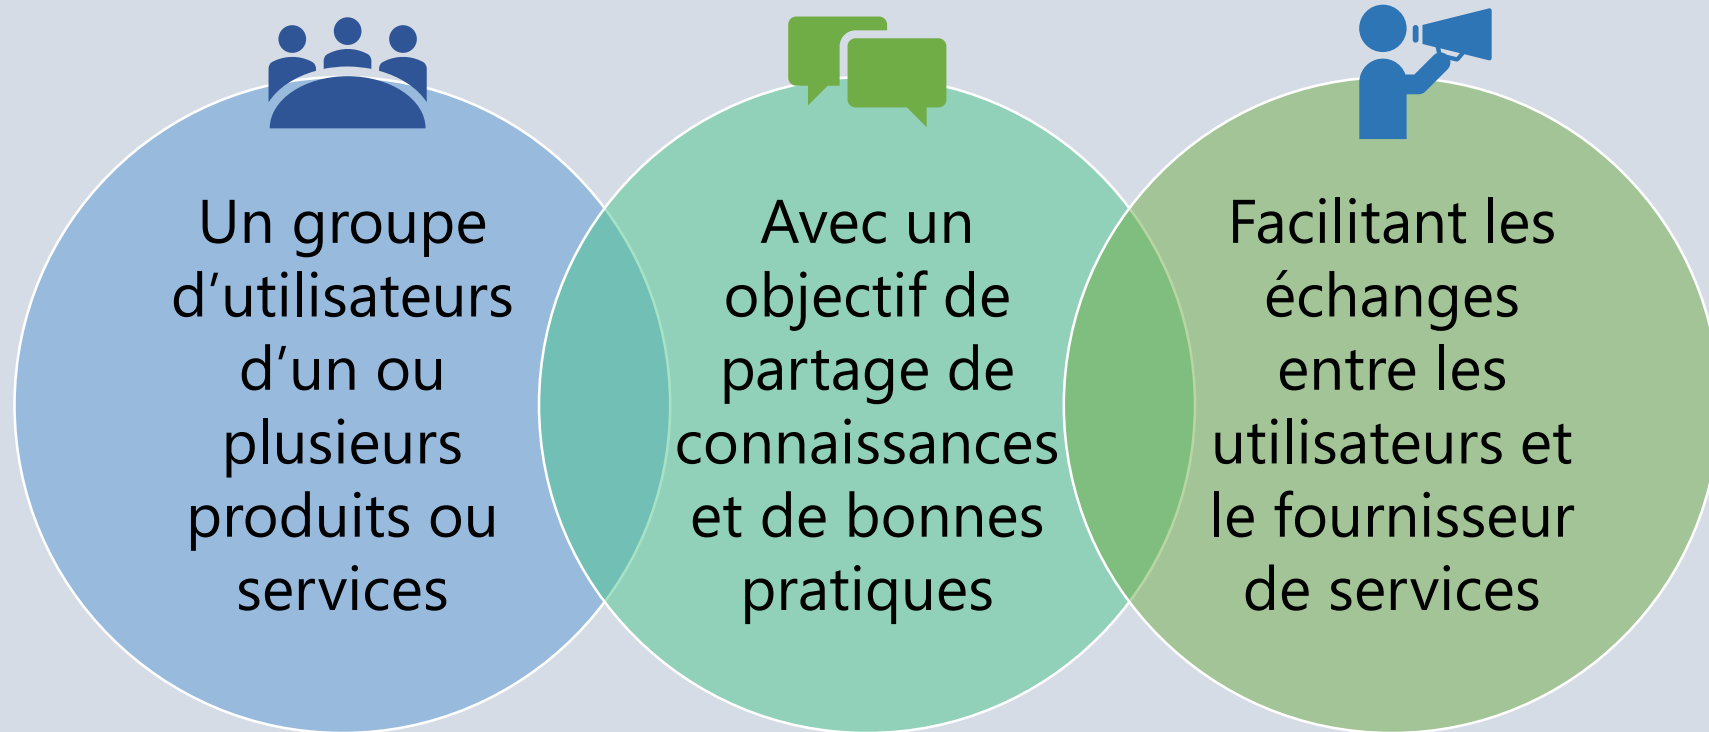 Un groupe
d’utilisateurs
d’un ou
plusieurs
produits ou
services
Avec un
objectif de
partage de
connaissances
et de bonnes
pratiques
Facilitant les
échanges
entre les
utilisateurs et
le fournisseur
de services